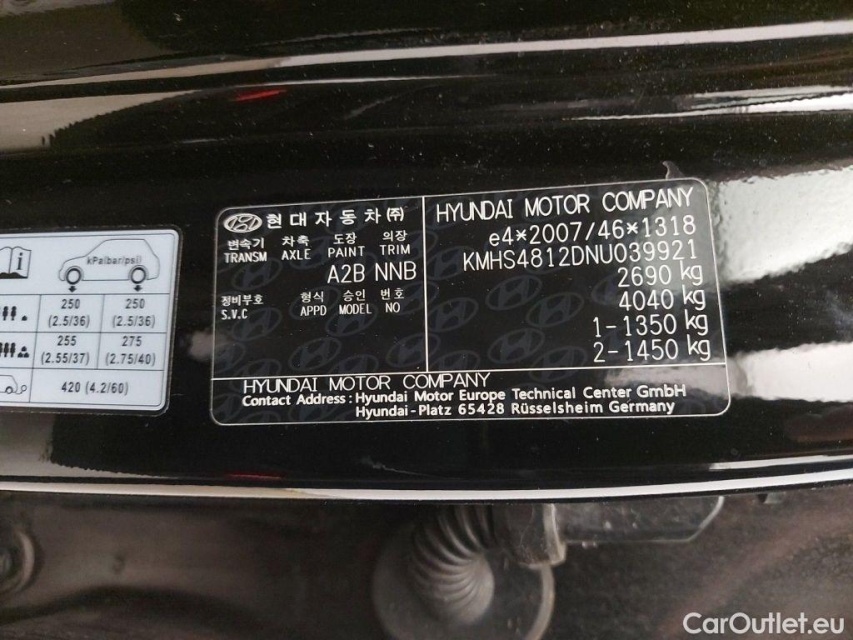 현대자동차㈜
변속기 차축 도장 의장
TRANSM AXLE PAINT TRIM
A2B NNB
정비부호 형식 승인 번호
S.V.C APPD MODEL NO
HYUNDAI MOTOR COMPANY
e4*2007/46*1318
KMHS4812DNU039921
2690 kg
4040 kg
1-1350 kg
2-1450 kg
HYUNDAI MOTOR COMPANY
Contact Address : Hyundai Motor Europe Technical Center GmbH
Hyundai-Platz 65428 Rüsselsheim Germany
i kPa(bar/psi)
250 250
(2.5/36) (2.5/36)
255 275
(2.55/37) (2.75/40)
420 (4.2/60)
CarOutlet.eu